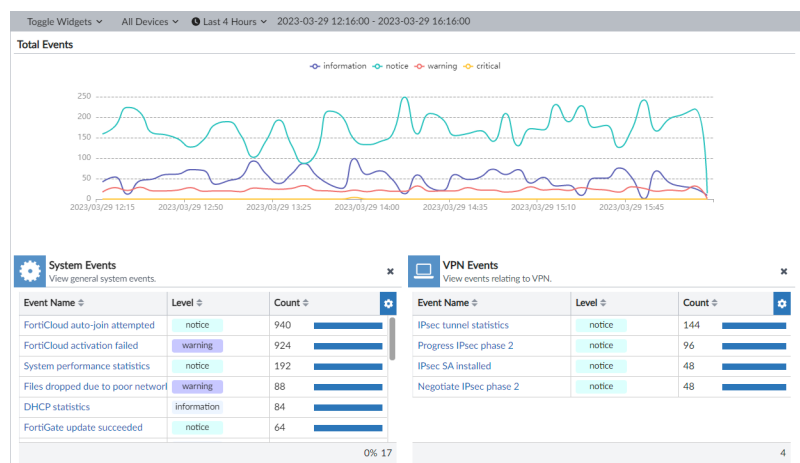 Toggle Widgets All Devices Last 4 Hours 2023-03-29 12:16:00 - 2023-03-29 16:16:00
Total Events
information notice warning critical
250
200
150
100
50
0
2023/03/29 12:15 2023/03/29 12:50 2023/03/29 13:25 2023/03/29 14:00 2023/03/29 14:35 2023/03/29 15:10 2023/03/29 15:45
System Events
View general system events.
Event Name Level Count
FortiCloud auto-join attempted notice 940
FortiCloud activation failed warning 924
System performance statistics notice 192
Files dropped due to poor networl warning 88
DHCP statistics information 84
FortiGate update succeeded notice 64
0% 17
VPN Events
View events relating to VPN.
Event Name Level Count
IPsec tunnel statistics notice 144
Progress IPsec phase 2 notice 96
IPsec SA installed notice 48
Negotiate IPsec phase 2 notice 48
4